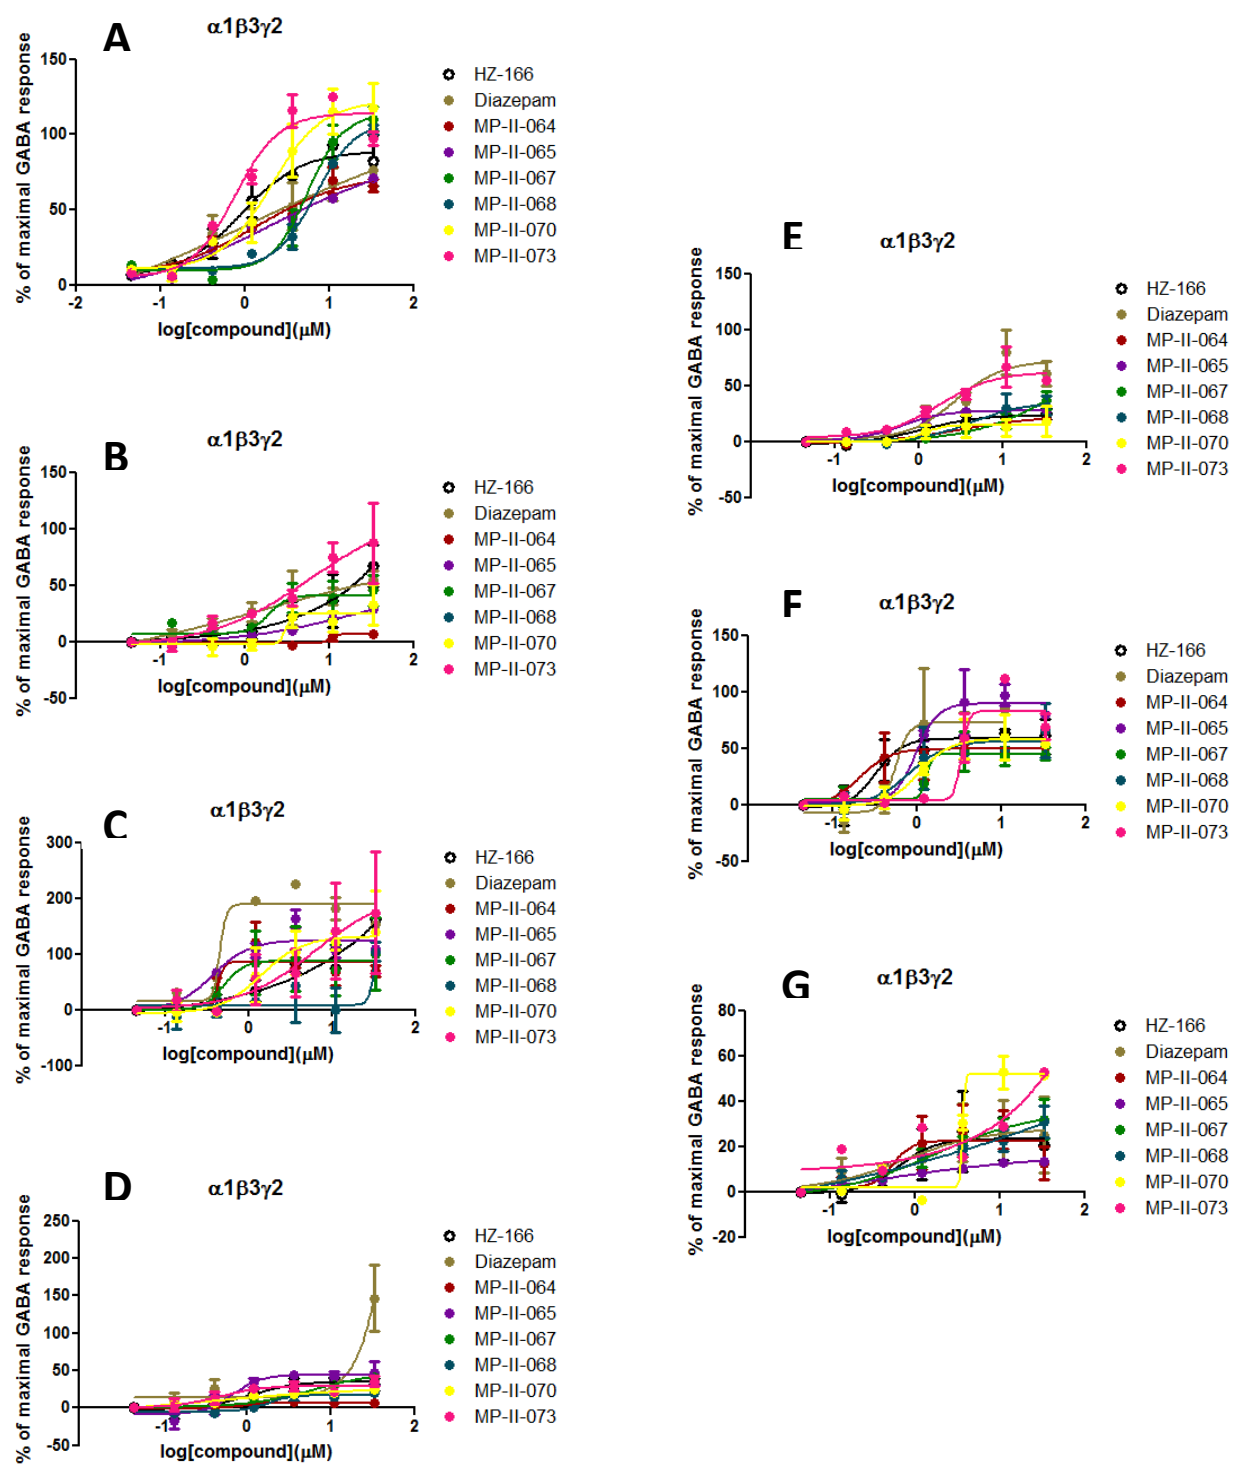 A
α1β3γ2
% of maximal GABA response
150
100
50
0
-2
-1
0
1
2
log[compound](μM)
HZ-166
Diazepam
MP-II-064
MP-II-065
MP-II-067
MP-II-068
MP-II-070
MP-II-073
B
α1β3γ2
% of maximal GABA response
150
100
50
0
-50
-1
0
1
2
log[compound](μM)
HZ-166
Diazepam
MP-II-064
MP-II-065
MP-II-067
MP-II-068
MP-II-070
MP-II-073
C
α1β3γ2
% of maximal GABA response
300
200
100
0
-100
-1
0
1
2
log[compound](μM)
HZ-166
Diazepam
MP-II-064
MP-II-065
MP-II-067
MP-II-068
MP-II-070
MP-II-073
D
α1β3γ2
% of maximal GABA response
250
200
150
100
50
0
-50
-1
0
1
2
log[compound](μM)
HZ-166
Diazepam
MP-II-064
MP-II-065
MP-II-067
MP-II-068
MP-II-070
MP-II-073
E
α1β3γ2
% of maximal GABA response
150
100
50
0
-50
-1
0
1
2
log[compound](μM)
HZ-166
Diazepam
MP-II-064
MP-II-065
MP-II-067
MP-II-068
MP-II-070
MP-II-073
F
α1β3γ2
% of maximal GABA response
150
100
50
0
-50
-1
0
1
2
log[compound](μM)
HZ-166
Diazepam
MP-II-064
MP-II-065
MP-II-067
MP-II-068
MP-II-070
MP-II-073
G
α1β3γ2
% of maximal GABA response
80
60
40
20
0
-20
-1
0
1
2
log[compound](μM)
HZ-166
Diazepam
MP-II-064
MP-II-065
MP-II-067
MP-II-068
MP-II-070
MP-II-073